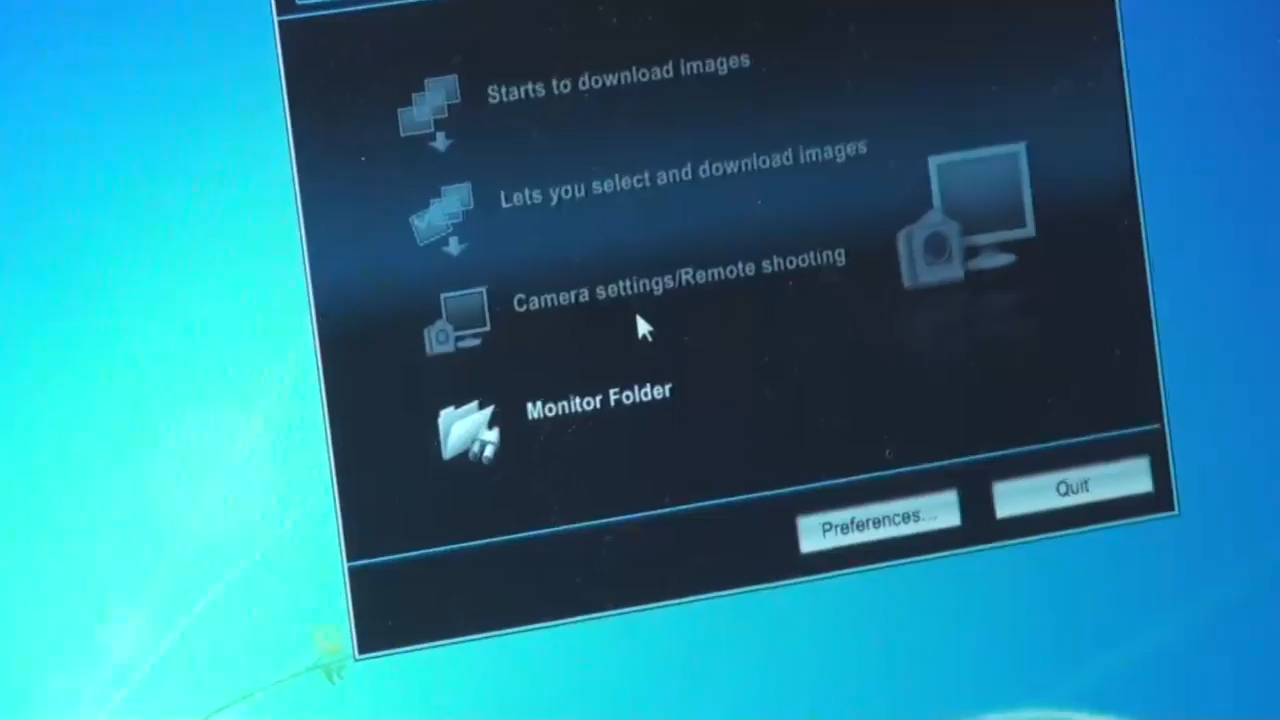 Starts to download images
Lets you select and download images
Camera settings/Remote shooting
Monitor Folder
Preferences...
Quit